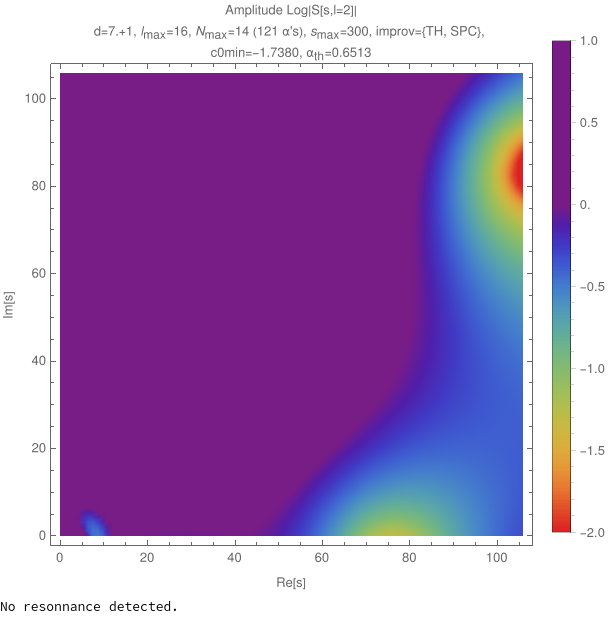 Amplitude Log|S[s,l=2]|
d=7.+1, lmax=16, Nmax=14 (121 α's), smax=300, improv={TH, SPC},
c0min=−1.7380, αth=0.6513
1.0
0.5
0.
−0.5
−1.0
−1.5
−2.0
100
80
60
40
20
0
Im[s]
0 20 40 60 80 100
Re[s]
No resonnance detected.